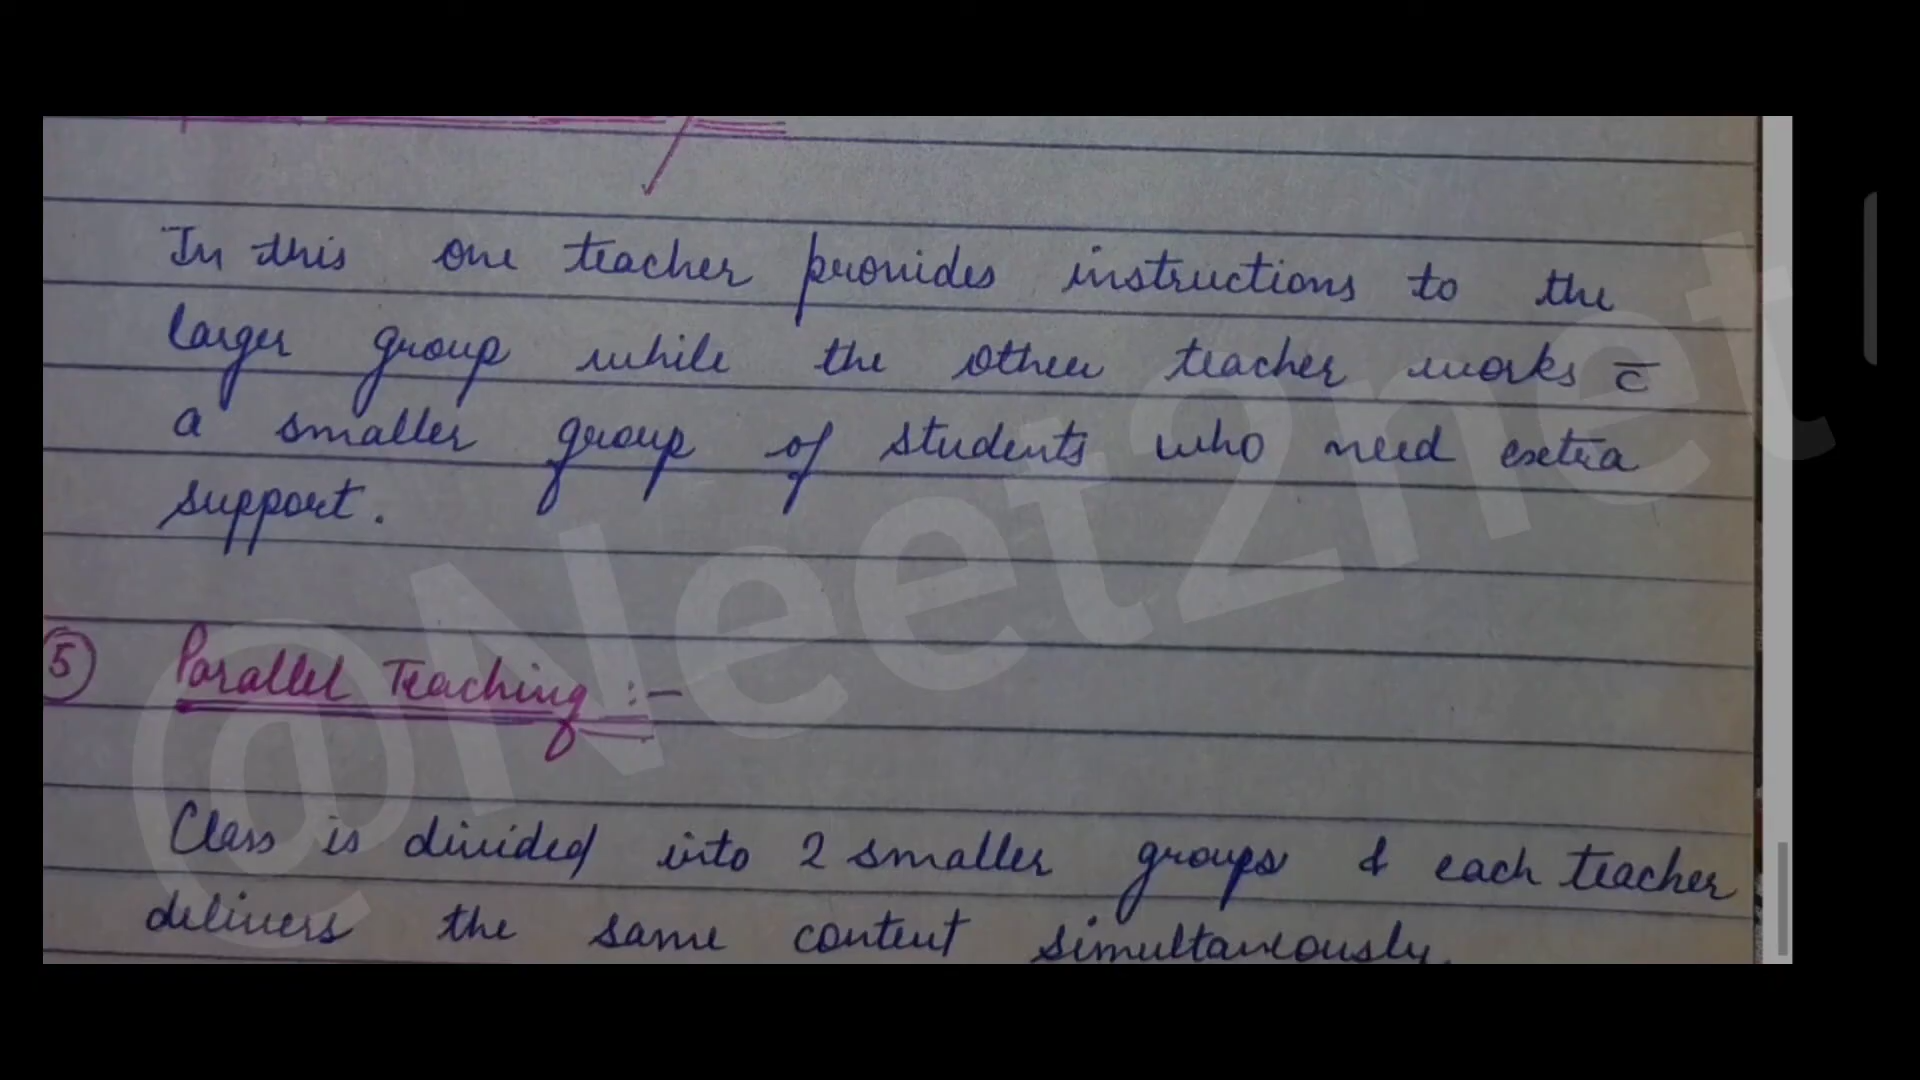 In this one teacher provides instructions to the
larger group while the other teacher works c̄
a smaller group of students who need extra
support.
5 Parallel Teaching :-
Class is divided into 2 smaller groups & each teacher
delivers the same content simultaneously.
@Neet2net